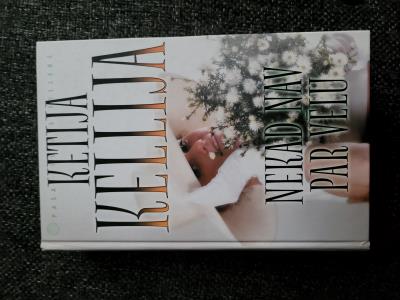 KETIJA
KELLIJA
NEKAD NAV
PAR VĒLU